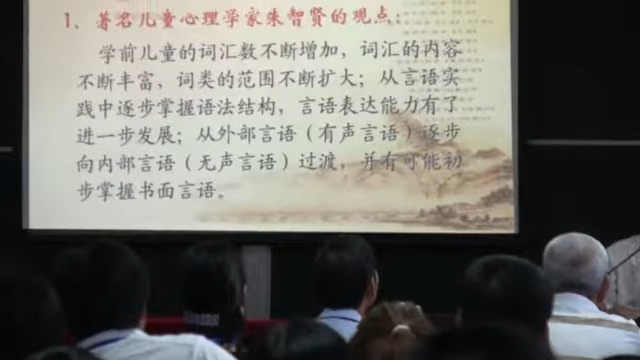 1. 著名儿童心理学家朱智贤的观点：
学前儿童的词汇数不断增加，词汇的内容
不断丰富，词类的范围不断扩大；从言语实
践中逐步掌握语法结构，言语表达能力有了
进一步发展；从外部言语（有声言语）逐步
向内部言语（无声言语）过渡，并有可能初
步掌握书面言语。